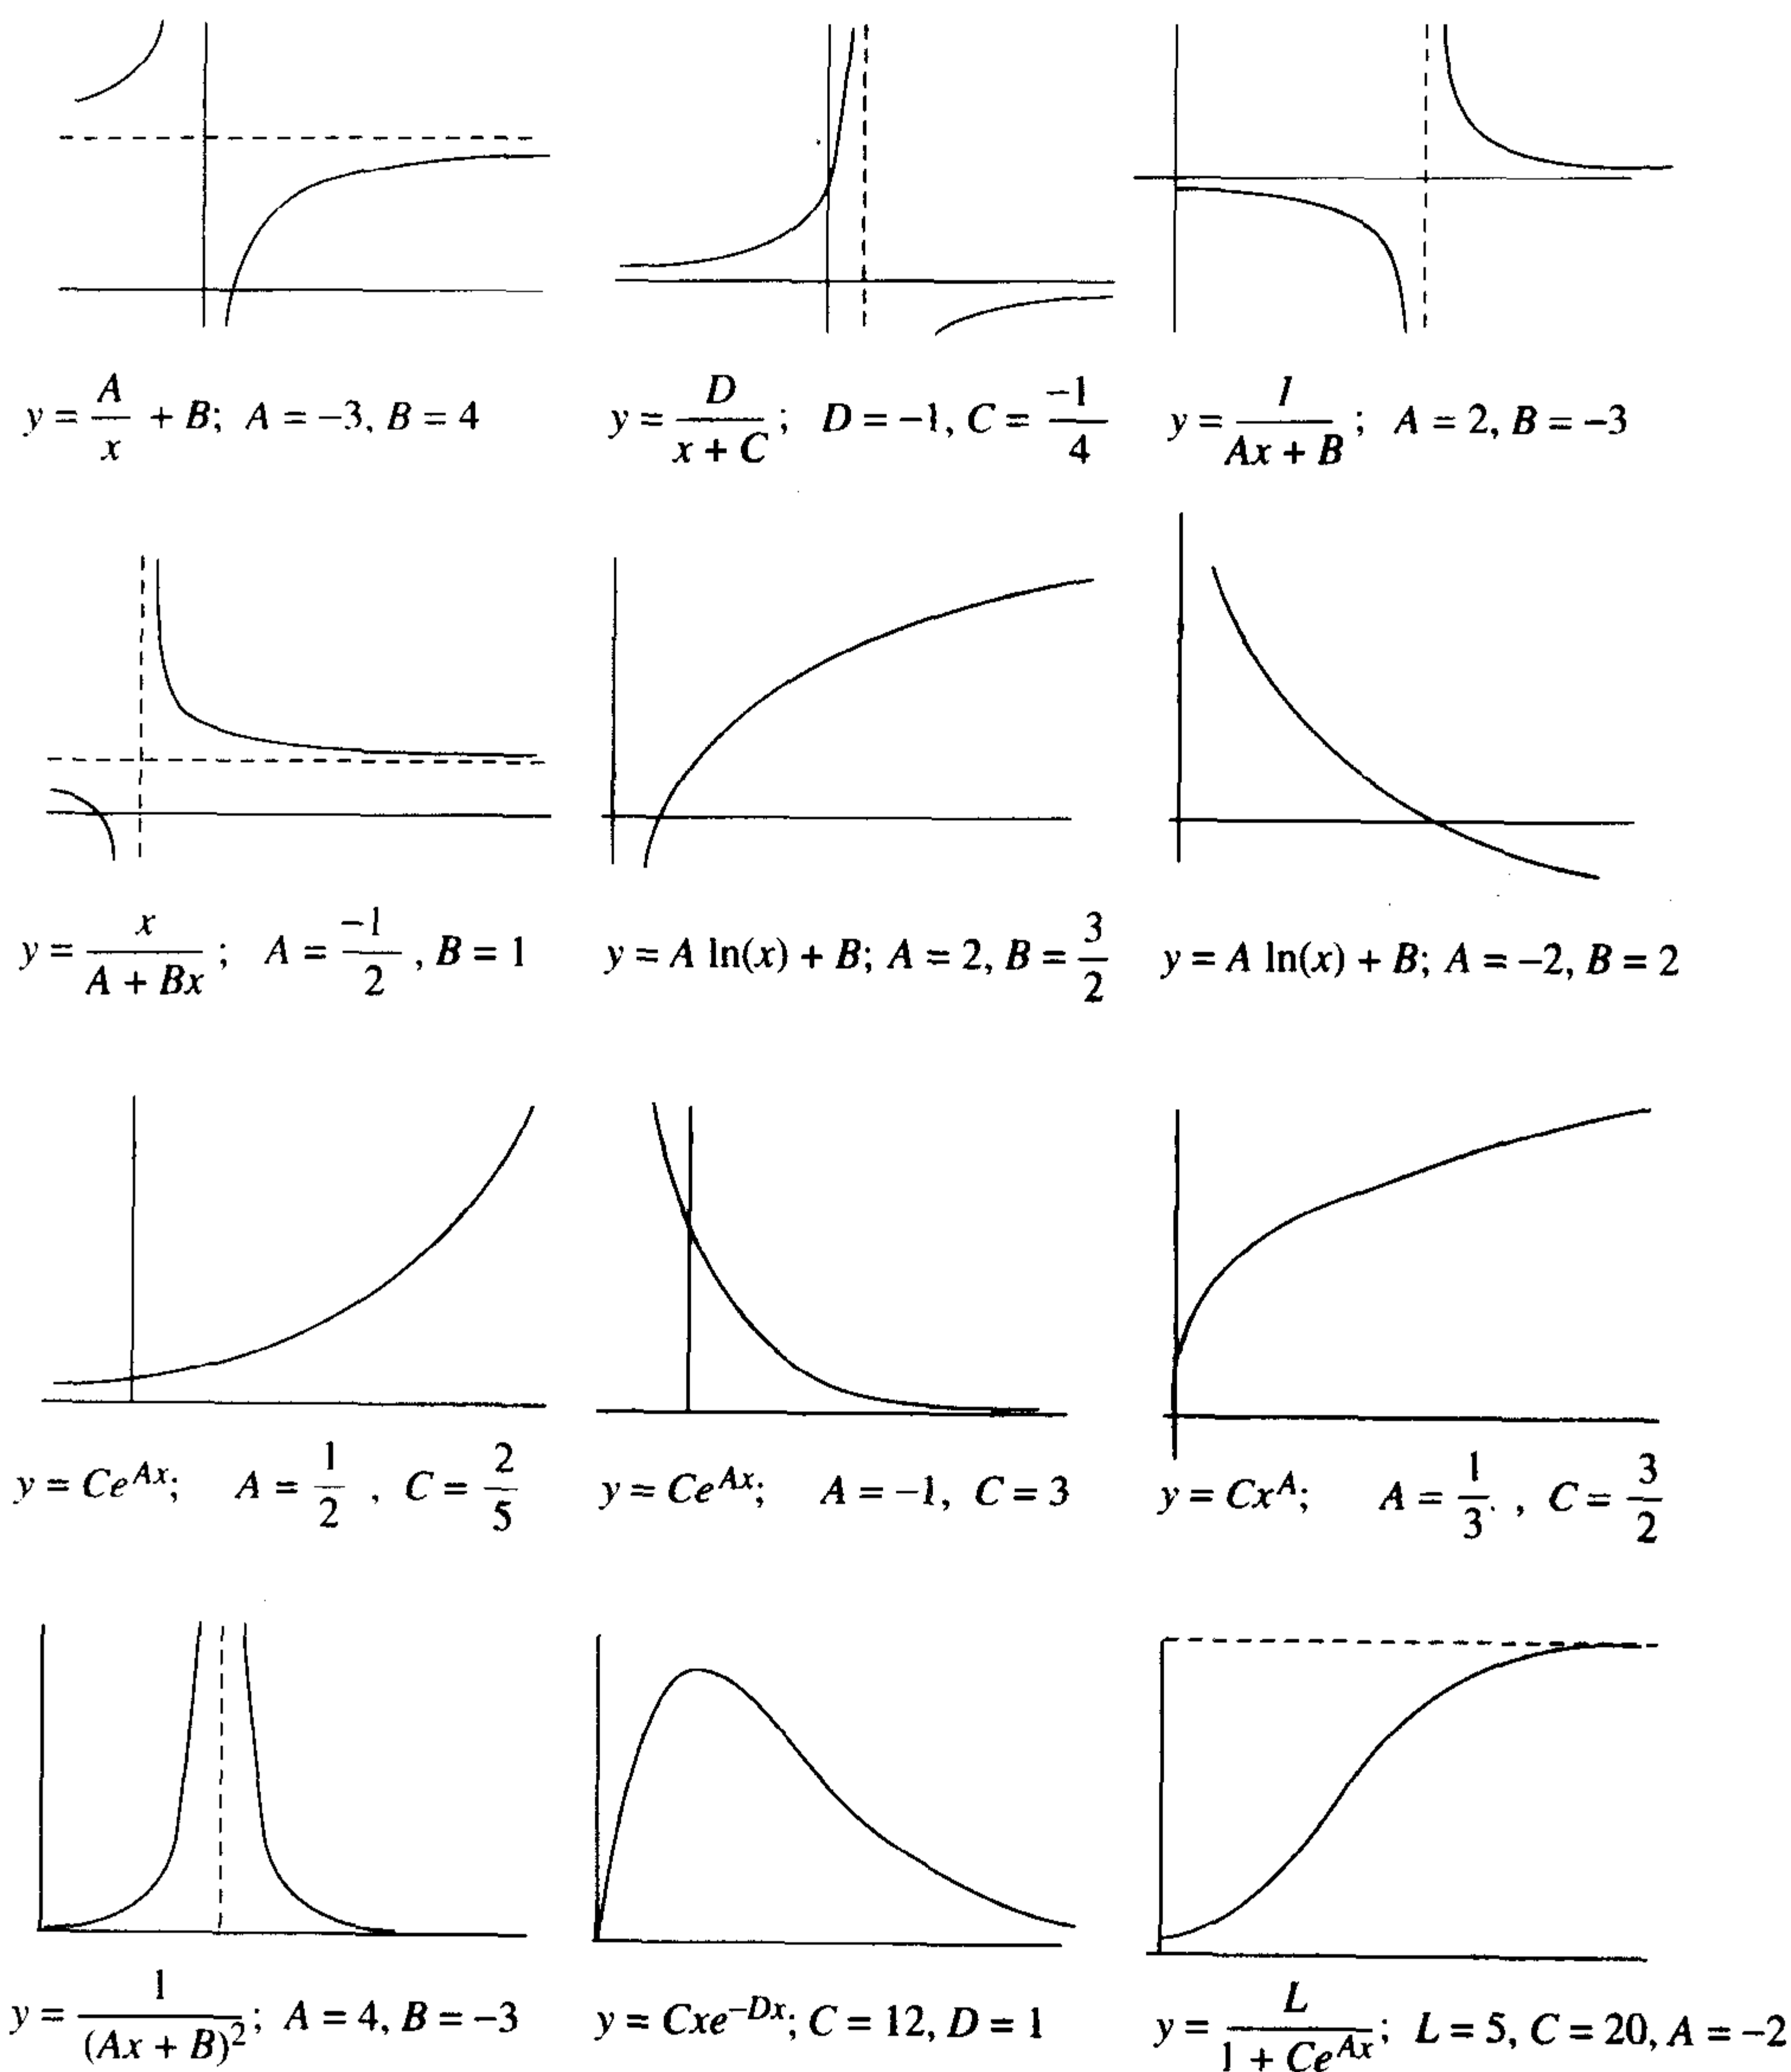 y = A/x + B; A = −3, B = 4
y = D/(x + C); D = −1, C = −1/4
y = 1/(Ax + B); A = 2, B = −3
y = x/(A + Bx); A = −1/2, B = 1
y = A ln(x) + B; A = 2, B = 3/2
y = A ln(x) + B; A = −2, B = 2
y = Ce^{Ax}; A = 1/2, C = 2/5
y = Ce^{Ax}; A = −1, C = 3
y = Cx^A; A = 1/3, C = 3/2
y = 1/(Ax + B)^2; A = 4, B = −3
y = Cxe^{−Dx}; C = 12, D = 1
y = L/(1 + Ce^{Ax}); L = 5, C = 20, A = −2